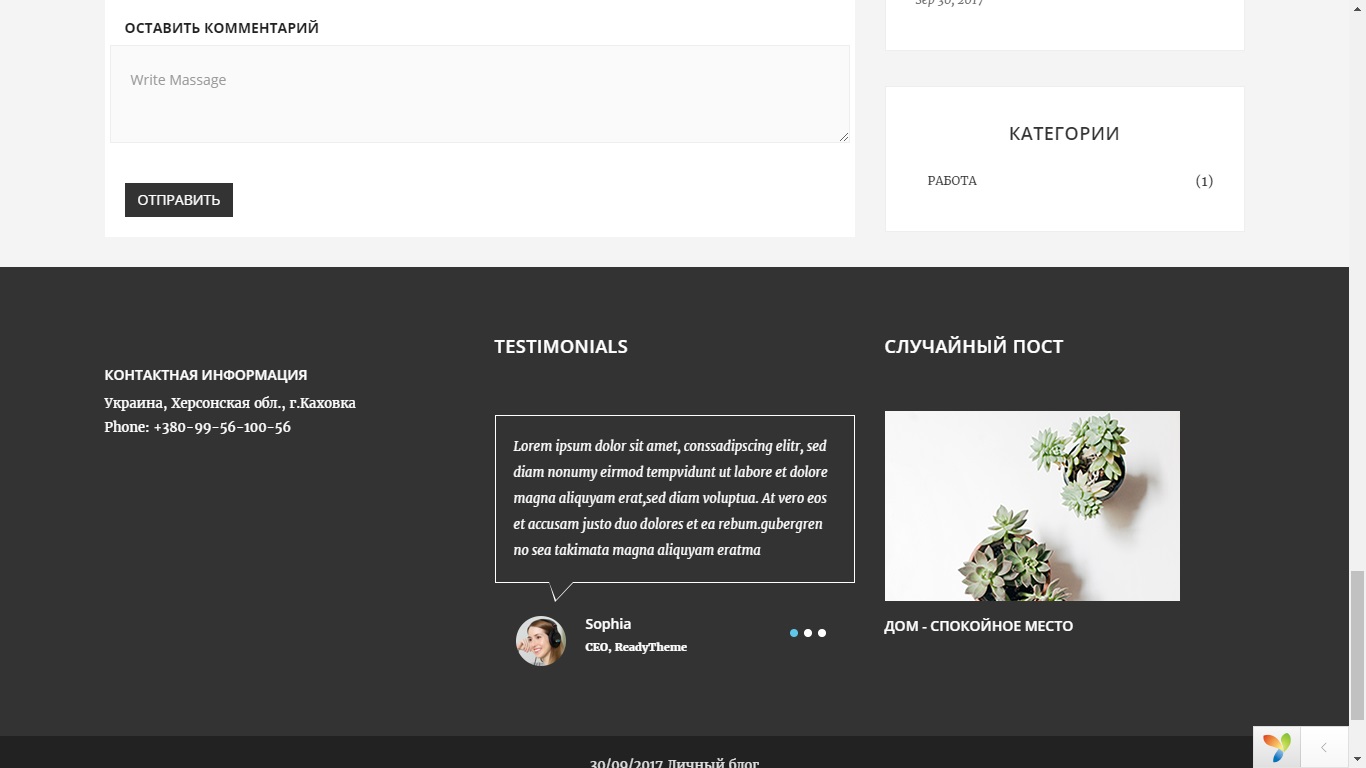 Sep 30, 2017
ОСТАВИТЬ КОММЕНТАРИЙ
Write Massage
ОТПРАВИТЬ
КАТЕГОРИИ
РАБОТА (1)
КОНТАКТНАЯ ИНФОРМАЦИЯ
Украина, Херсонская обл., г.Каховка
Phone: +380-99-56-100-56
TESTIMONIALS
Lorem ipsum dolor sit amet, conssadipscing elitr, sed
diam nonumy eirmod tempvidunt ut labore et dolore
magna aliquyam erat,sed diam voluptua. At vero eos
et accusam justo duo dolores et ea rebum.gubergren
no sea takimata magna aliquyam eratma
Sophia
CEO, ReadyTheme
СЛУЧАЙНЫЙ ПОСТ
ДОМ - СПОКОЙНОЕ МЕСТО
30/09/2017 Личный блог